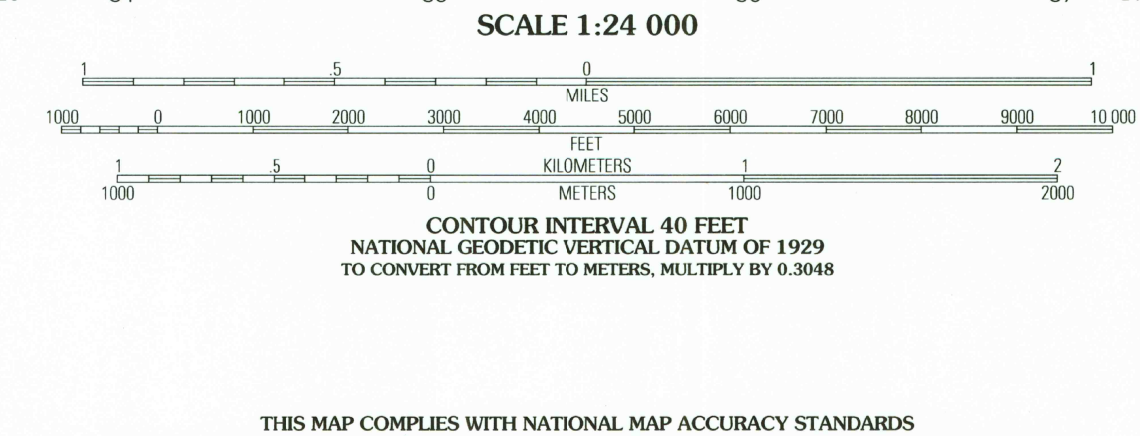 SCALE 1:24 000
1 .5 0 1
MILES
1000 0 1000 2000 3000 4000 5000 6000 7000 8000 9000 10 000
FEET
1 .5 0 KILOMETERS 1 2
1000 0 METERS 1000 2000
CONTOUR INTERVAL 40 FEET
NATIONAL GEODETIC VERTICAL DATUM OF 1929
TO CONVERT FROM FEET TO METERS, MULTIPLY BY 0.3048
THIS MAP COMPLIES WITH NATIONAL MAP ACCURACY STANDARDS